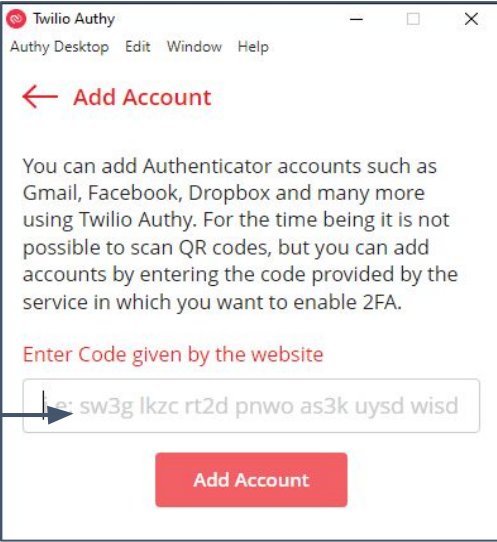 Twilio Authy
Authy Desktop Edit Window Help
Add Account
You can add Authenticator accounts such as
Gmail, Facebook, Dropbox and many more
using Twilio Authy. For the time being it is not
possible to scan QR codes, but you can add
accounts by entering the code provided by the
service in which you want to enable 2FA.
Enter Code given by the website
i.e: sw3g lkzc rt2d pnwo as3k uysd wisd
Add Account